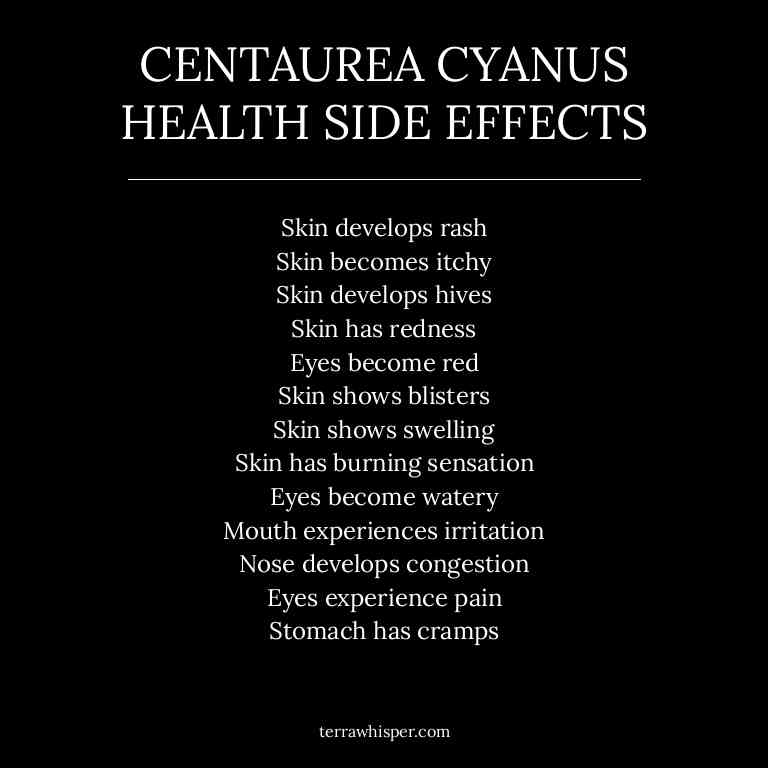 CENTAUREA CYANUS
HEALTH SIDE EFFECTS
Skin develops rash
Skin becomes itchy
Skin develops hives
Skin has redness
Eyes become red
Skin shows blisters
Skin shows swelling
Skin has burning sensation
Eyes become watery
Mouth experiences irritation
Nose develops congestion
Eyes experience pain
Stomach has cramps
terrawhisper.com